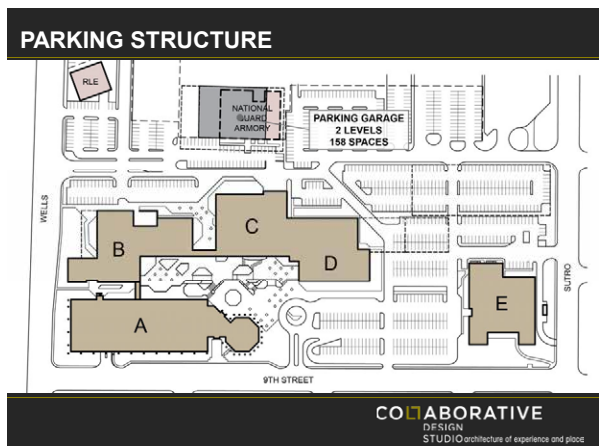 PARKING STRUCTURE
RLE
NATIONAL
GUARD
ARMORY
PARKING GARAGE
2 LEVELS
158 SPACES
WELLS
C
B
D
SUTRO
E
A
9TH STREET
COLLABORATIVE
DESIGN
STUDIO architecture of experience and place